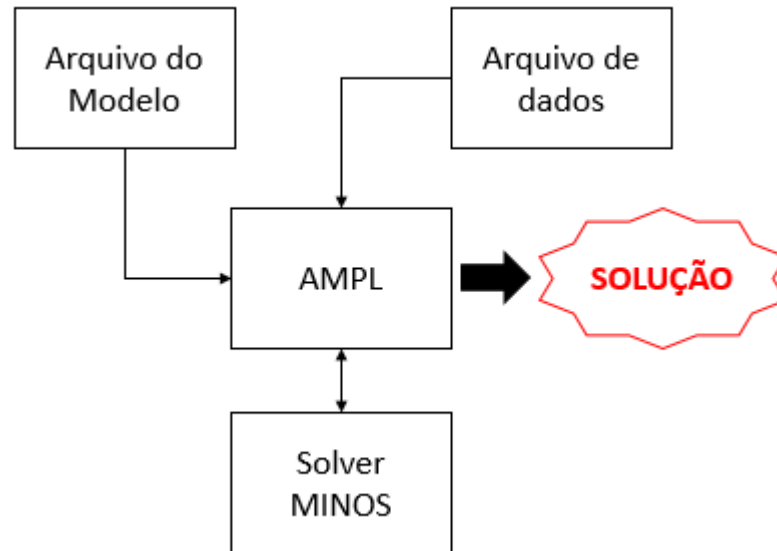 Arquivo do
Modelo
Arquivo de
dados
AMPL
SOLUÇÃO
Solver
MINOS